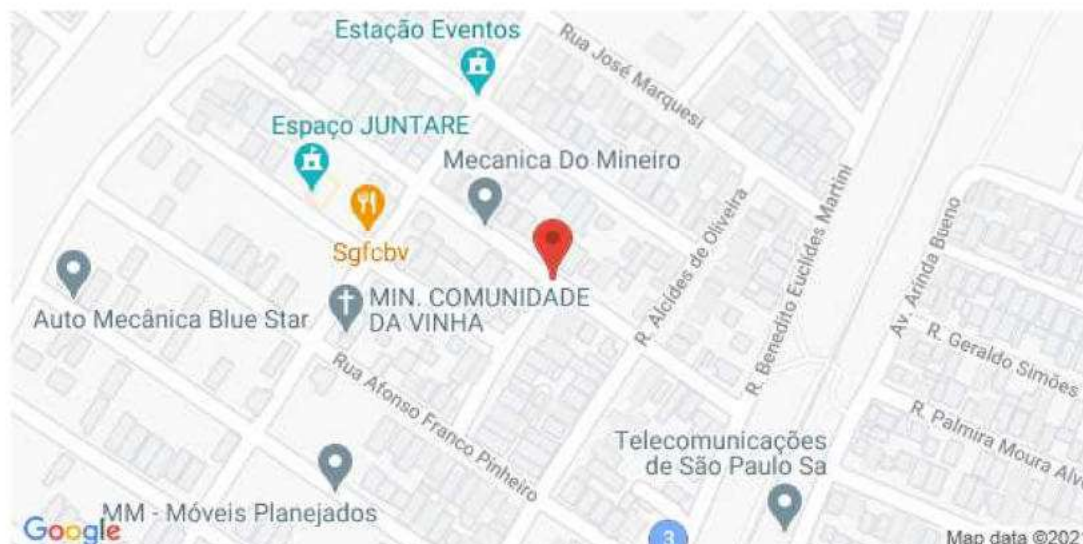 Estação Eventos
Rua José Marquesi
Espaço JUNTARE
Mecanica Do Mineiro
Sgfcbv
R. Alcides de Oliveira
R. Benedito Euclides Martini
Av. Arinda Bueno
MIN. COMUNIDADE
DA VINHA
Auto Mecânica Blue Star
R. Geraldo Simões
Rua Afonso Franco Pinheiro
R. Palmira Moura Alv
Telecomunicações
de São Paulo Sa
MM - Móveis Planejados
Google
3
Map data ©202